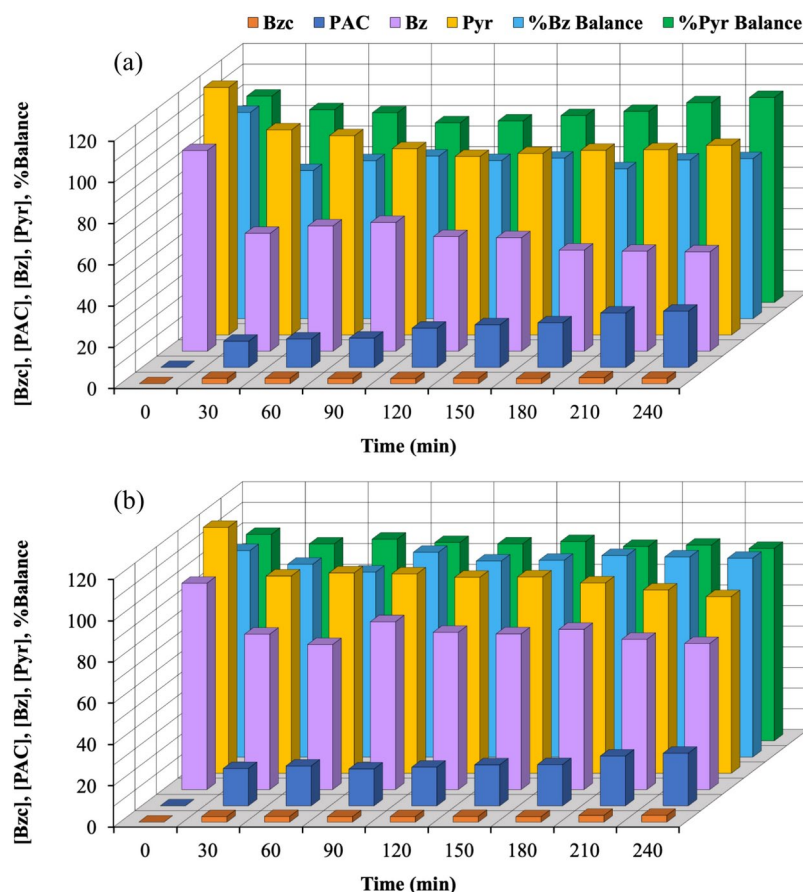 Bzc PAC Bz Pyr %Bz Balance %Pyr Balance
(a)
[Bzc], [PAC], [Bz], [Pyr], %Balance
120
100
80
60
40
20
0
0 30 60 90 120 150 180 210 240
Time (min)
(b)
[Bzc], [PAC], [Bz], [Pyr], %Balance
120
100
80
60
40
20
0
0 30 60 90 120 150 180 210 240
Time (min)